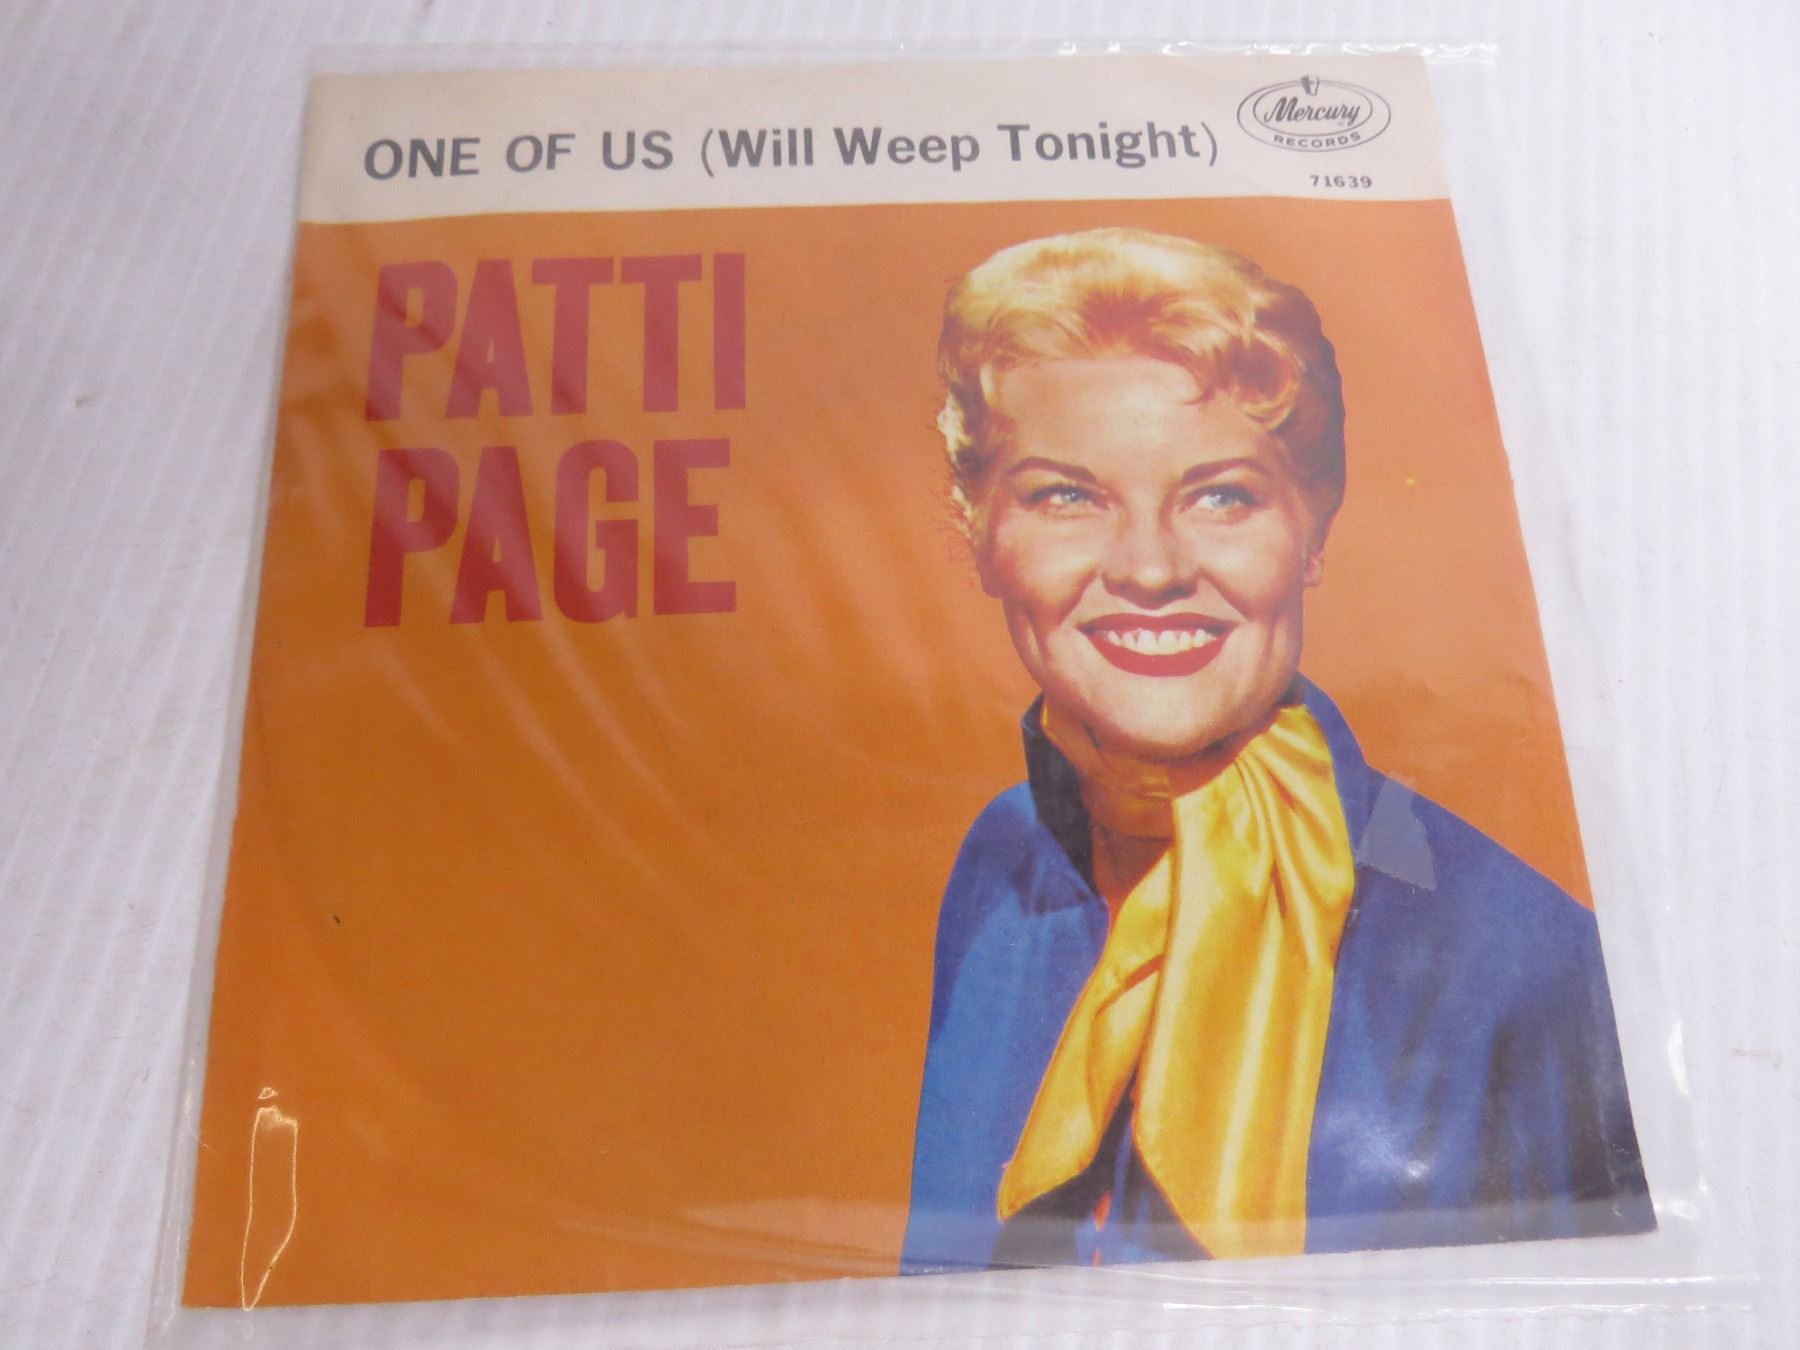 ONE OF US (Will Weep Tonight)
Mercury
RECORDS
71639
PATTI
PAGE